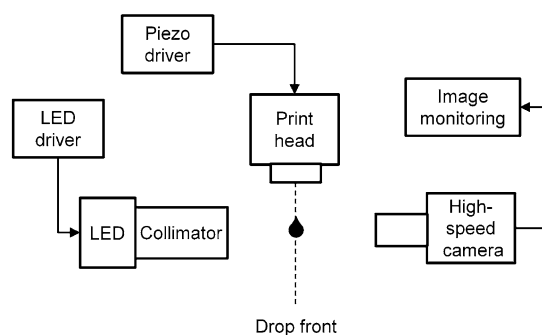 Piezo
driver
LED
driver
Print
head
Image
monitoring
LED
Collimator
High-
speed
camera
Drop front